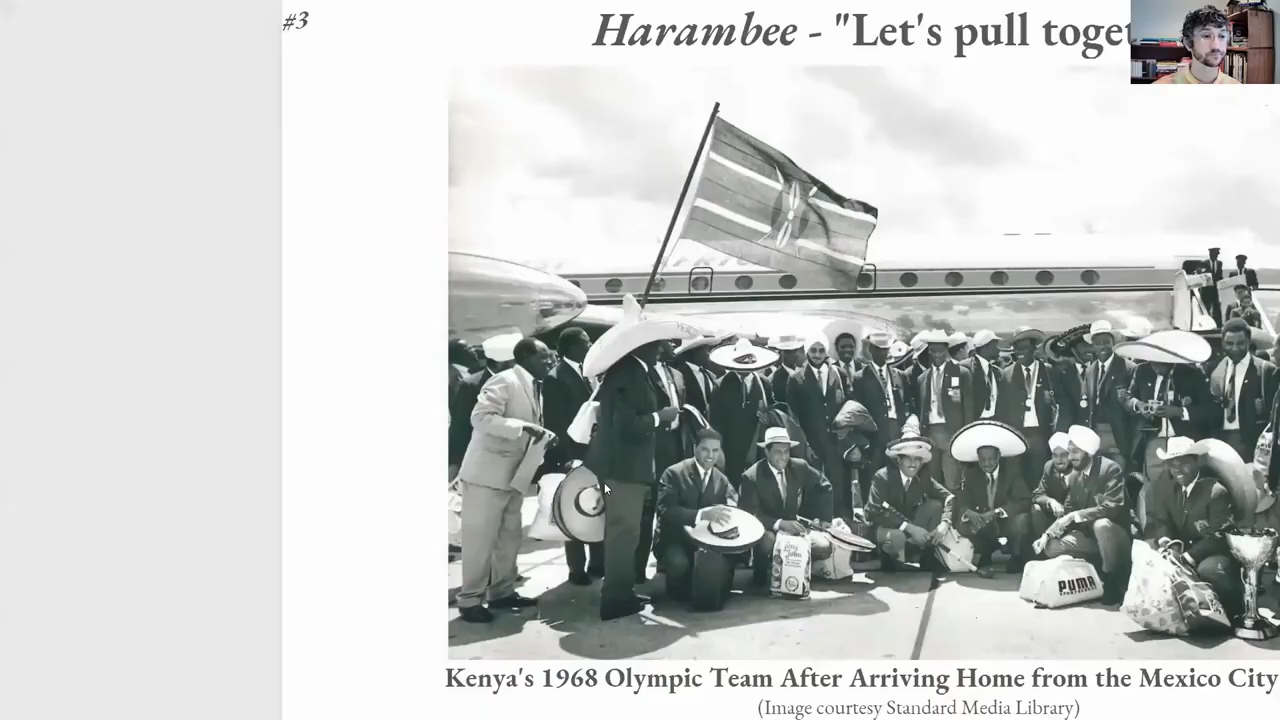 #3
Harambee - "Let's pull toget
PUMA
Kenya's 1968 Olympic Team After Arriving Home from the Mexico City
(Image courtesy Standard Media Library)